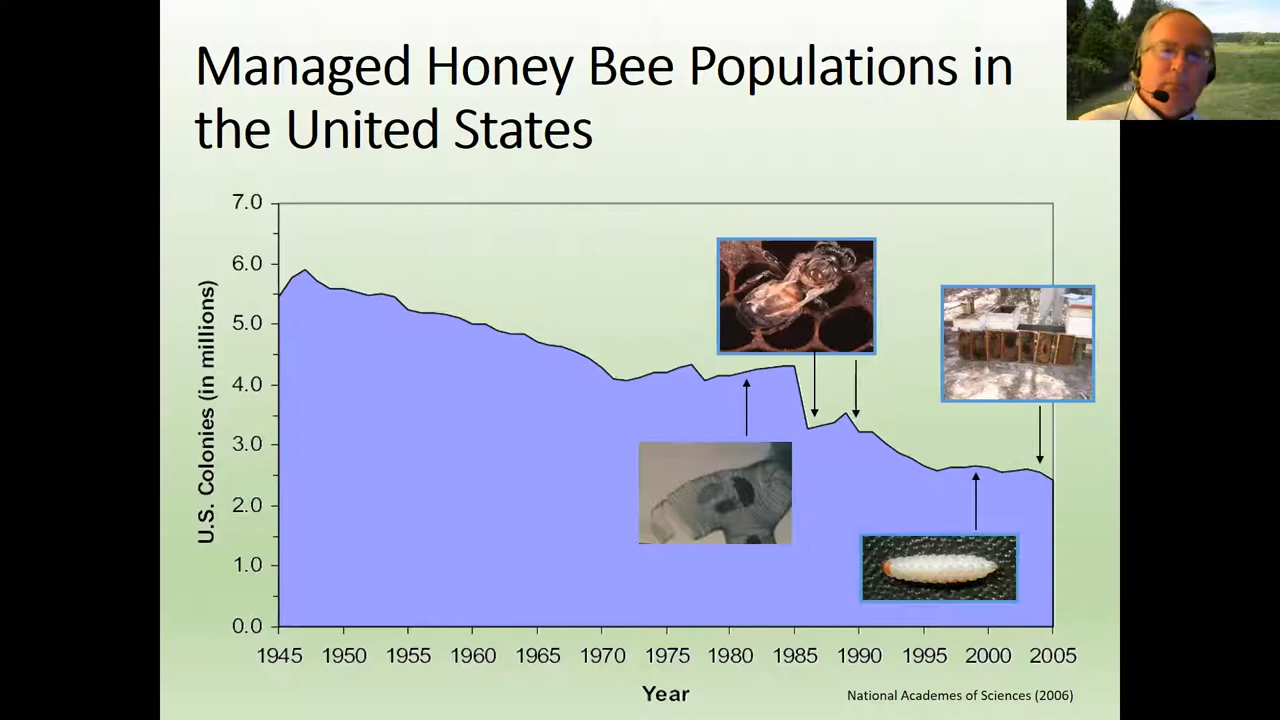 Managed Honey Bee Populations in
the United States
7.0
6.0
5.0
4.0
3.0
2.0
1.0
0.0
U.S. Colonies (in millions)
1945 1950 1955 1960 1965 1970 1975 1980 1985 1990 1995 2000 2005
Year
National Academes of Sciences (2006)